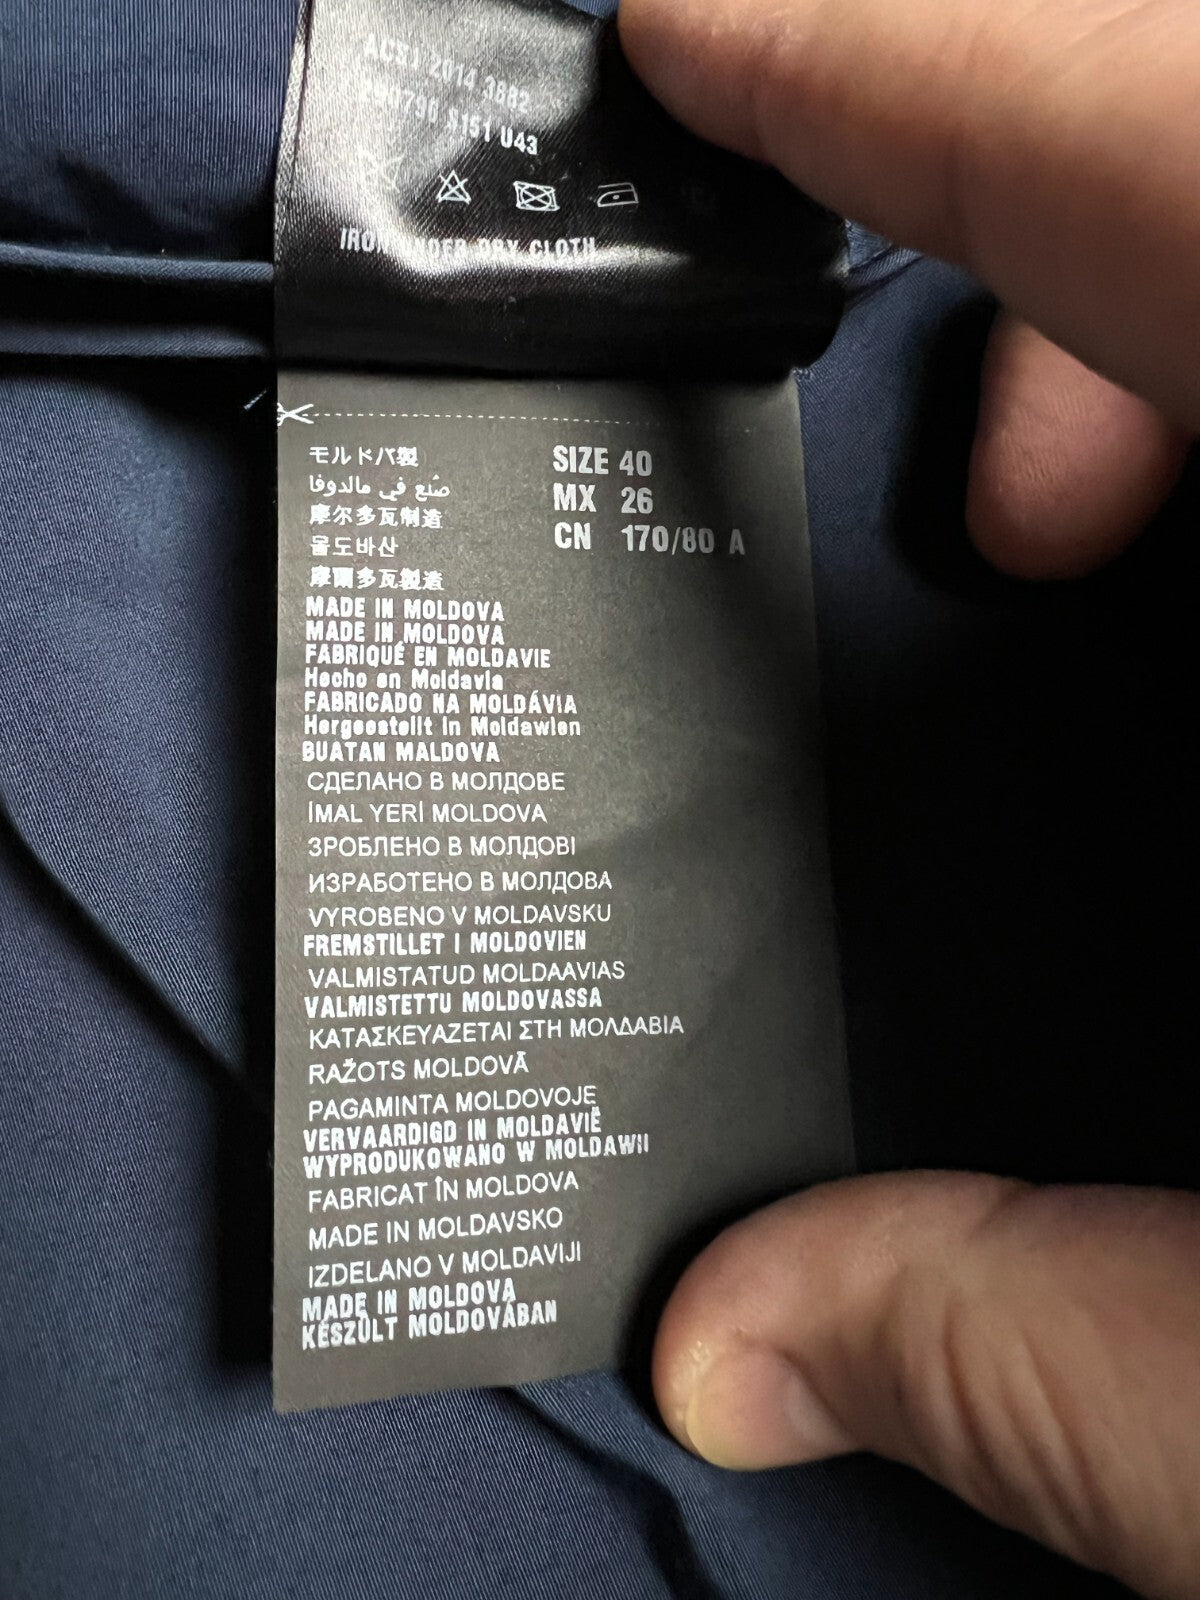 2014 3882
S151 U43
IRON UNDER DRY CLOTH
モルドバ製
صنع في مالدوفا
摩尔多瓦制造
몰도바산
摩爾多瓦製造
SIZE 40
MX 26
CN 170/80 A
MADE IN MOLDOVA
MADE IN MOLDOVA
FABRIQUÉ EN MOLDAVIE
Hecho en Moldavia
FABRICADO NA MOLDÁVIA
Hergestellt in Moldawien
BUATAN MALDOVA
СДЕЛАНО В МОЛДОВЕ
İMAL YERİ MOLDOVA
ЗРОБЛЕНО В МОЛДОВІ
ИЗРАБОТЕНО В МОЛДОВА
VYROBENO V MOLDAVSKU
FREMSTILLET I MOLDOVIEN
VALMISTATUD MOLDAAVIAS
VALMISTETTU MOLDOVASSA
ΚΑΤΑΣΚΕΥΑΖΕΤΑΙ ΣΤΗ ΜΟΛΔΑΒΙΑ
RAŽOTS MOLDOVĀ
PAGAMINTA MOLDOVOJE
VERVAARDIGD IN MOLDAVIË
WYPRODUKOWANO W MOLDAWII
FABRICAT ÎN MOLDOVA
MADE IN MOLDAVSKO
IZDELANO V MOLDAVIJI
MADE IN MOLDOVA
KÉSZÜLT MOLDOVÁBAN